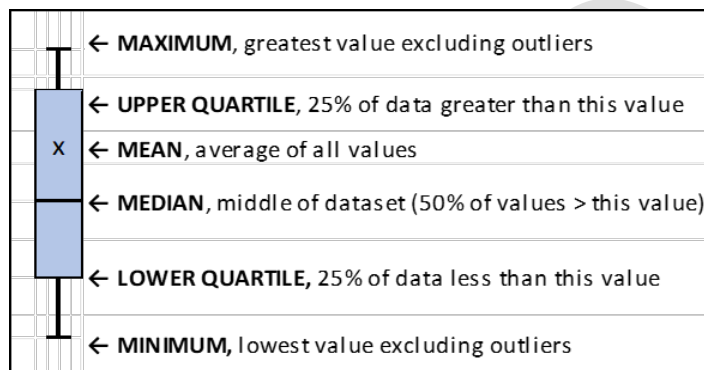 ← MAXIMUM, greatest value excluding outliers
← UPPER QUARTILE, 25% of data greater than this value
X ← MEAN, average of all values
← MEDIAN, middle of dataset (50% of values > this value)
← LOWER QUARTILE, 25% of data less than this value
← MINIMUM, lowest value excluding outliers